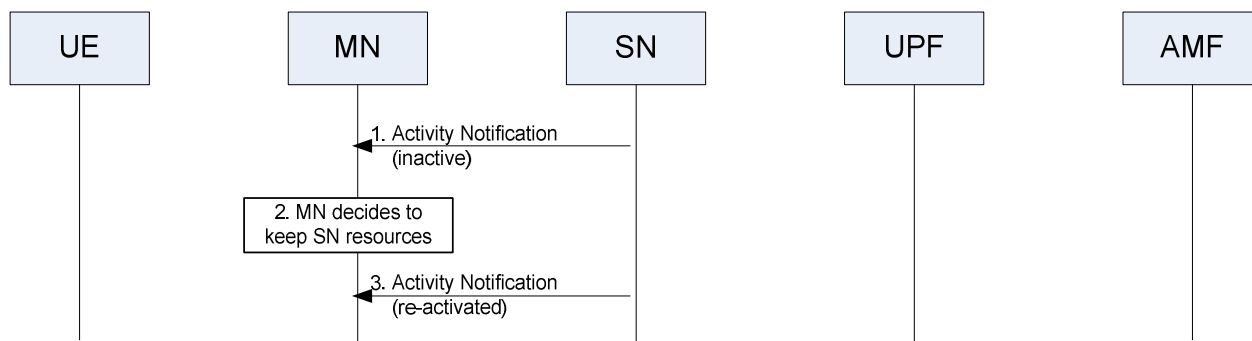 UE
MN
SN
UPF
AMF
1. Activity Notification
(inactive)
2. MN decides to
keep SN resources
3. Activity Notification
(re-activated)